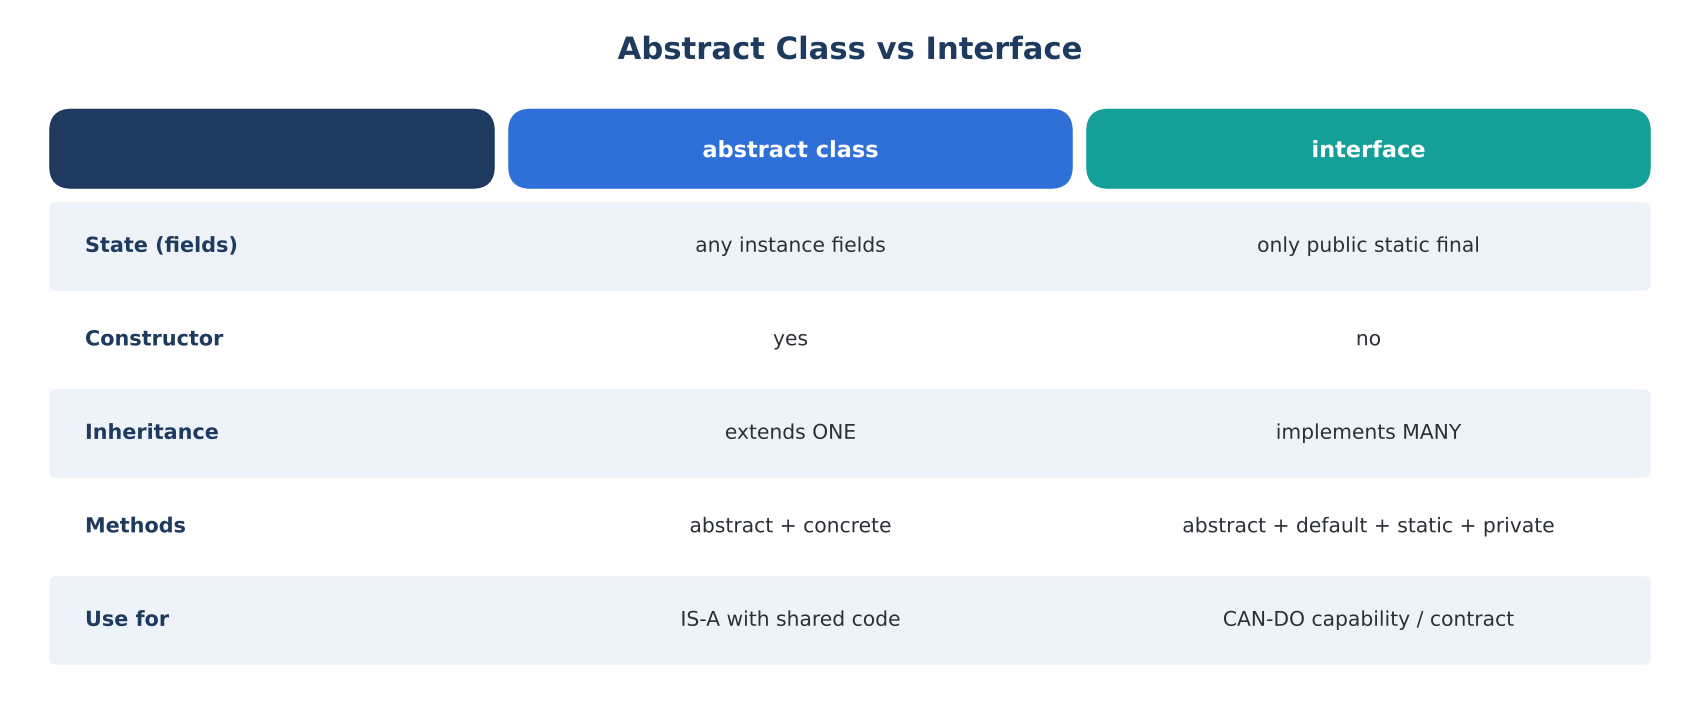 Abstract Class vs Interface
abstract class interface
State (fields) any instance fields only public static final
Constructor yes no
Inheritance extends ONE implements MANY
Methods abstract + concrete abstract + default + static + private
Use for IS-A with shared code CAN-DO capability / contract